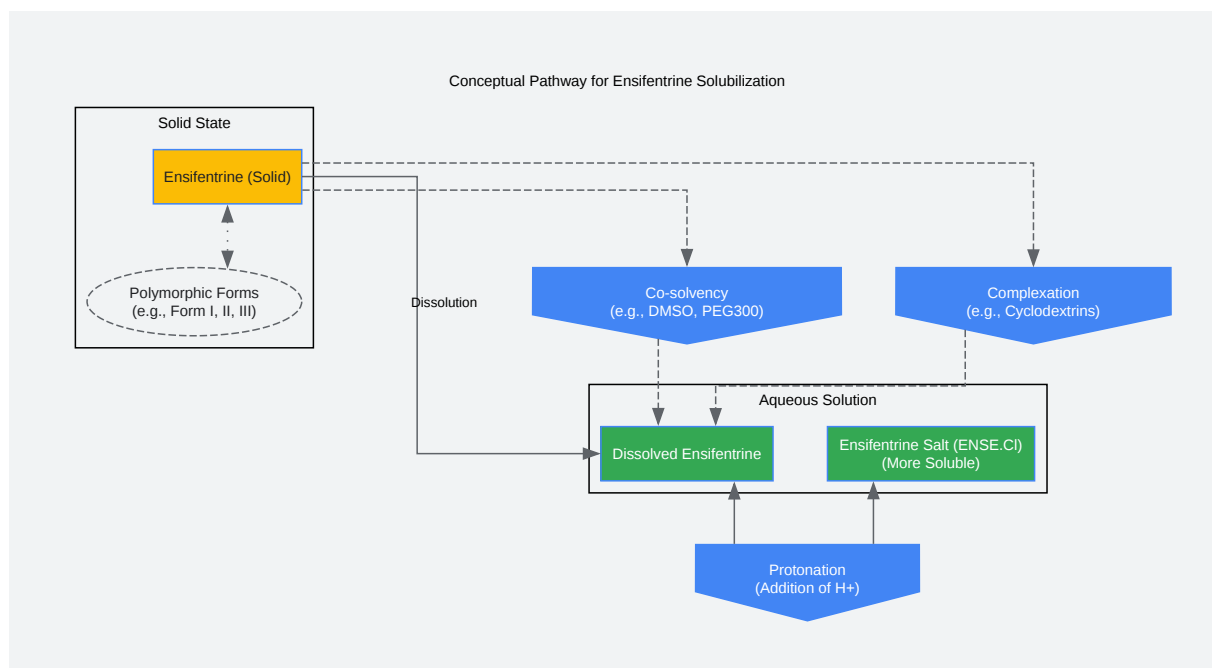 Conceptual Pathway for Ensifentrine Solubilization
Solid State
Ensifentrine (Solid)
Polymorphic Forms
(e.g., Form I, II, III)
Dissolution
Co-solvency
(e.g., DMSO, PEG300)
Complexation
(e.g., Cyclodextrins)
Aqueous Solution
Dissolved Ensifentrine
Ensifentrine Salt (ENSE.Cl)
(More Soluble)
Protonation
(Addition of H+)